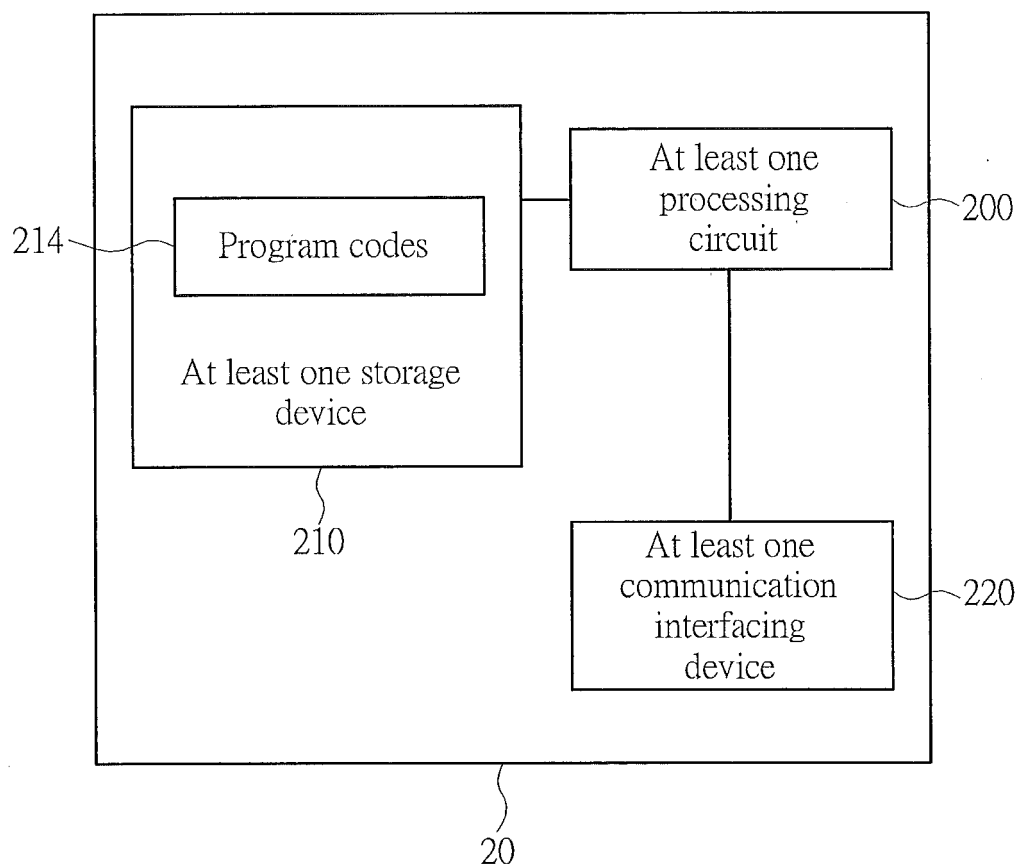 At least one
processing
circuit
200
214
Program codes
At least one storage
device
210
At least one
communication
interfacing
device
220
20